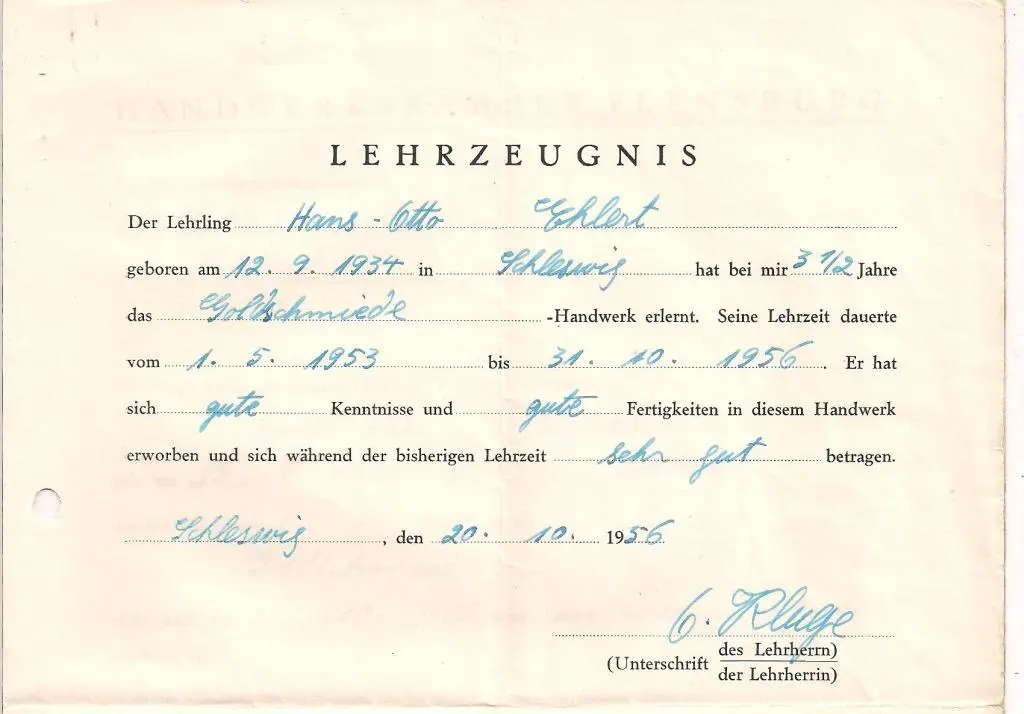 HANDWERKSKAMMER FLENSBURG
LEHRZEUGNIS
Der Lehrling Hans - Otto Ehlert
geboren am 12. 9. 1934 in Schleswig hat bei mir 3 1/2 Jahre
das Goldschmiede -Handwerk erlernt. Seine Lehrzeit dauerte
vom 1. 5. 1953 bis 31. 10. 1956. Er hat
sich gute Kenntnisse und gute Fertigkeiten in diesem Handwerk
erworben und sich während der bisherigen Lehrzeit sehr gut betragen.
Schleswig, den 20. 10. 1956
Kluge
(Unterschrift des Lehrherrn)
der Lehrherrin)